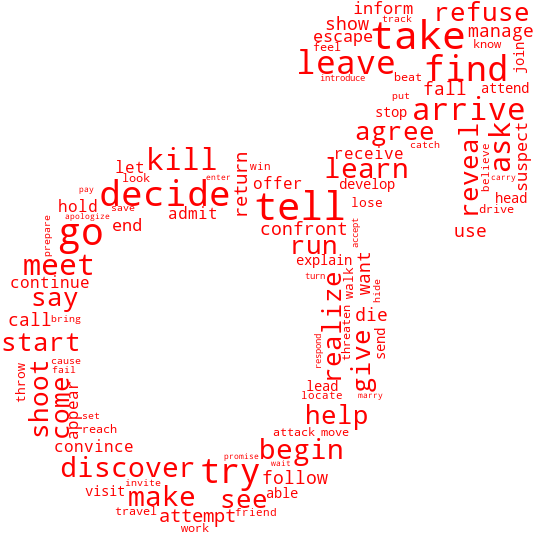 inform
refuse
track
show
take
manage
escape
know
feel
leave
join
find
introduce
beat
fall
attend
put
arrive
stop
agree
ask
reveal
suspect
catch
believe
receive
kill
return
win
let
learn
look
enter
offer
develop
carry
pay
decide
head
save
tell
lose
hold
admit
drive
apologize
go
end
confront
accept
use
prepare
run
meet
explain
want
turn
walk
continue
realize
hide
say
call
bring
die
threaten
send
start
respond
give
cause
throw
fail
shoot
come
appear
lead
locate
marry
set
help
reach
attack
move
convince
begin
promise
discover
try
wait
follow
invite
visit
make
see
able
travel
attempt
friend
work